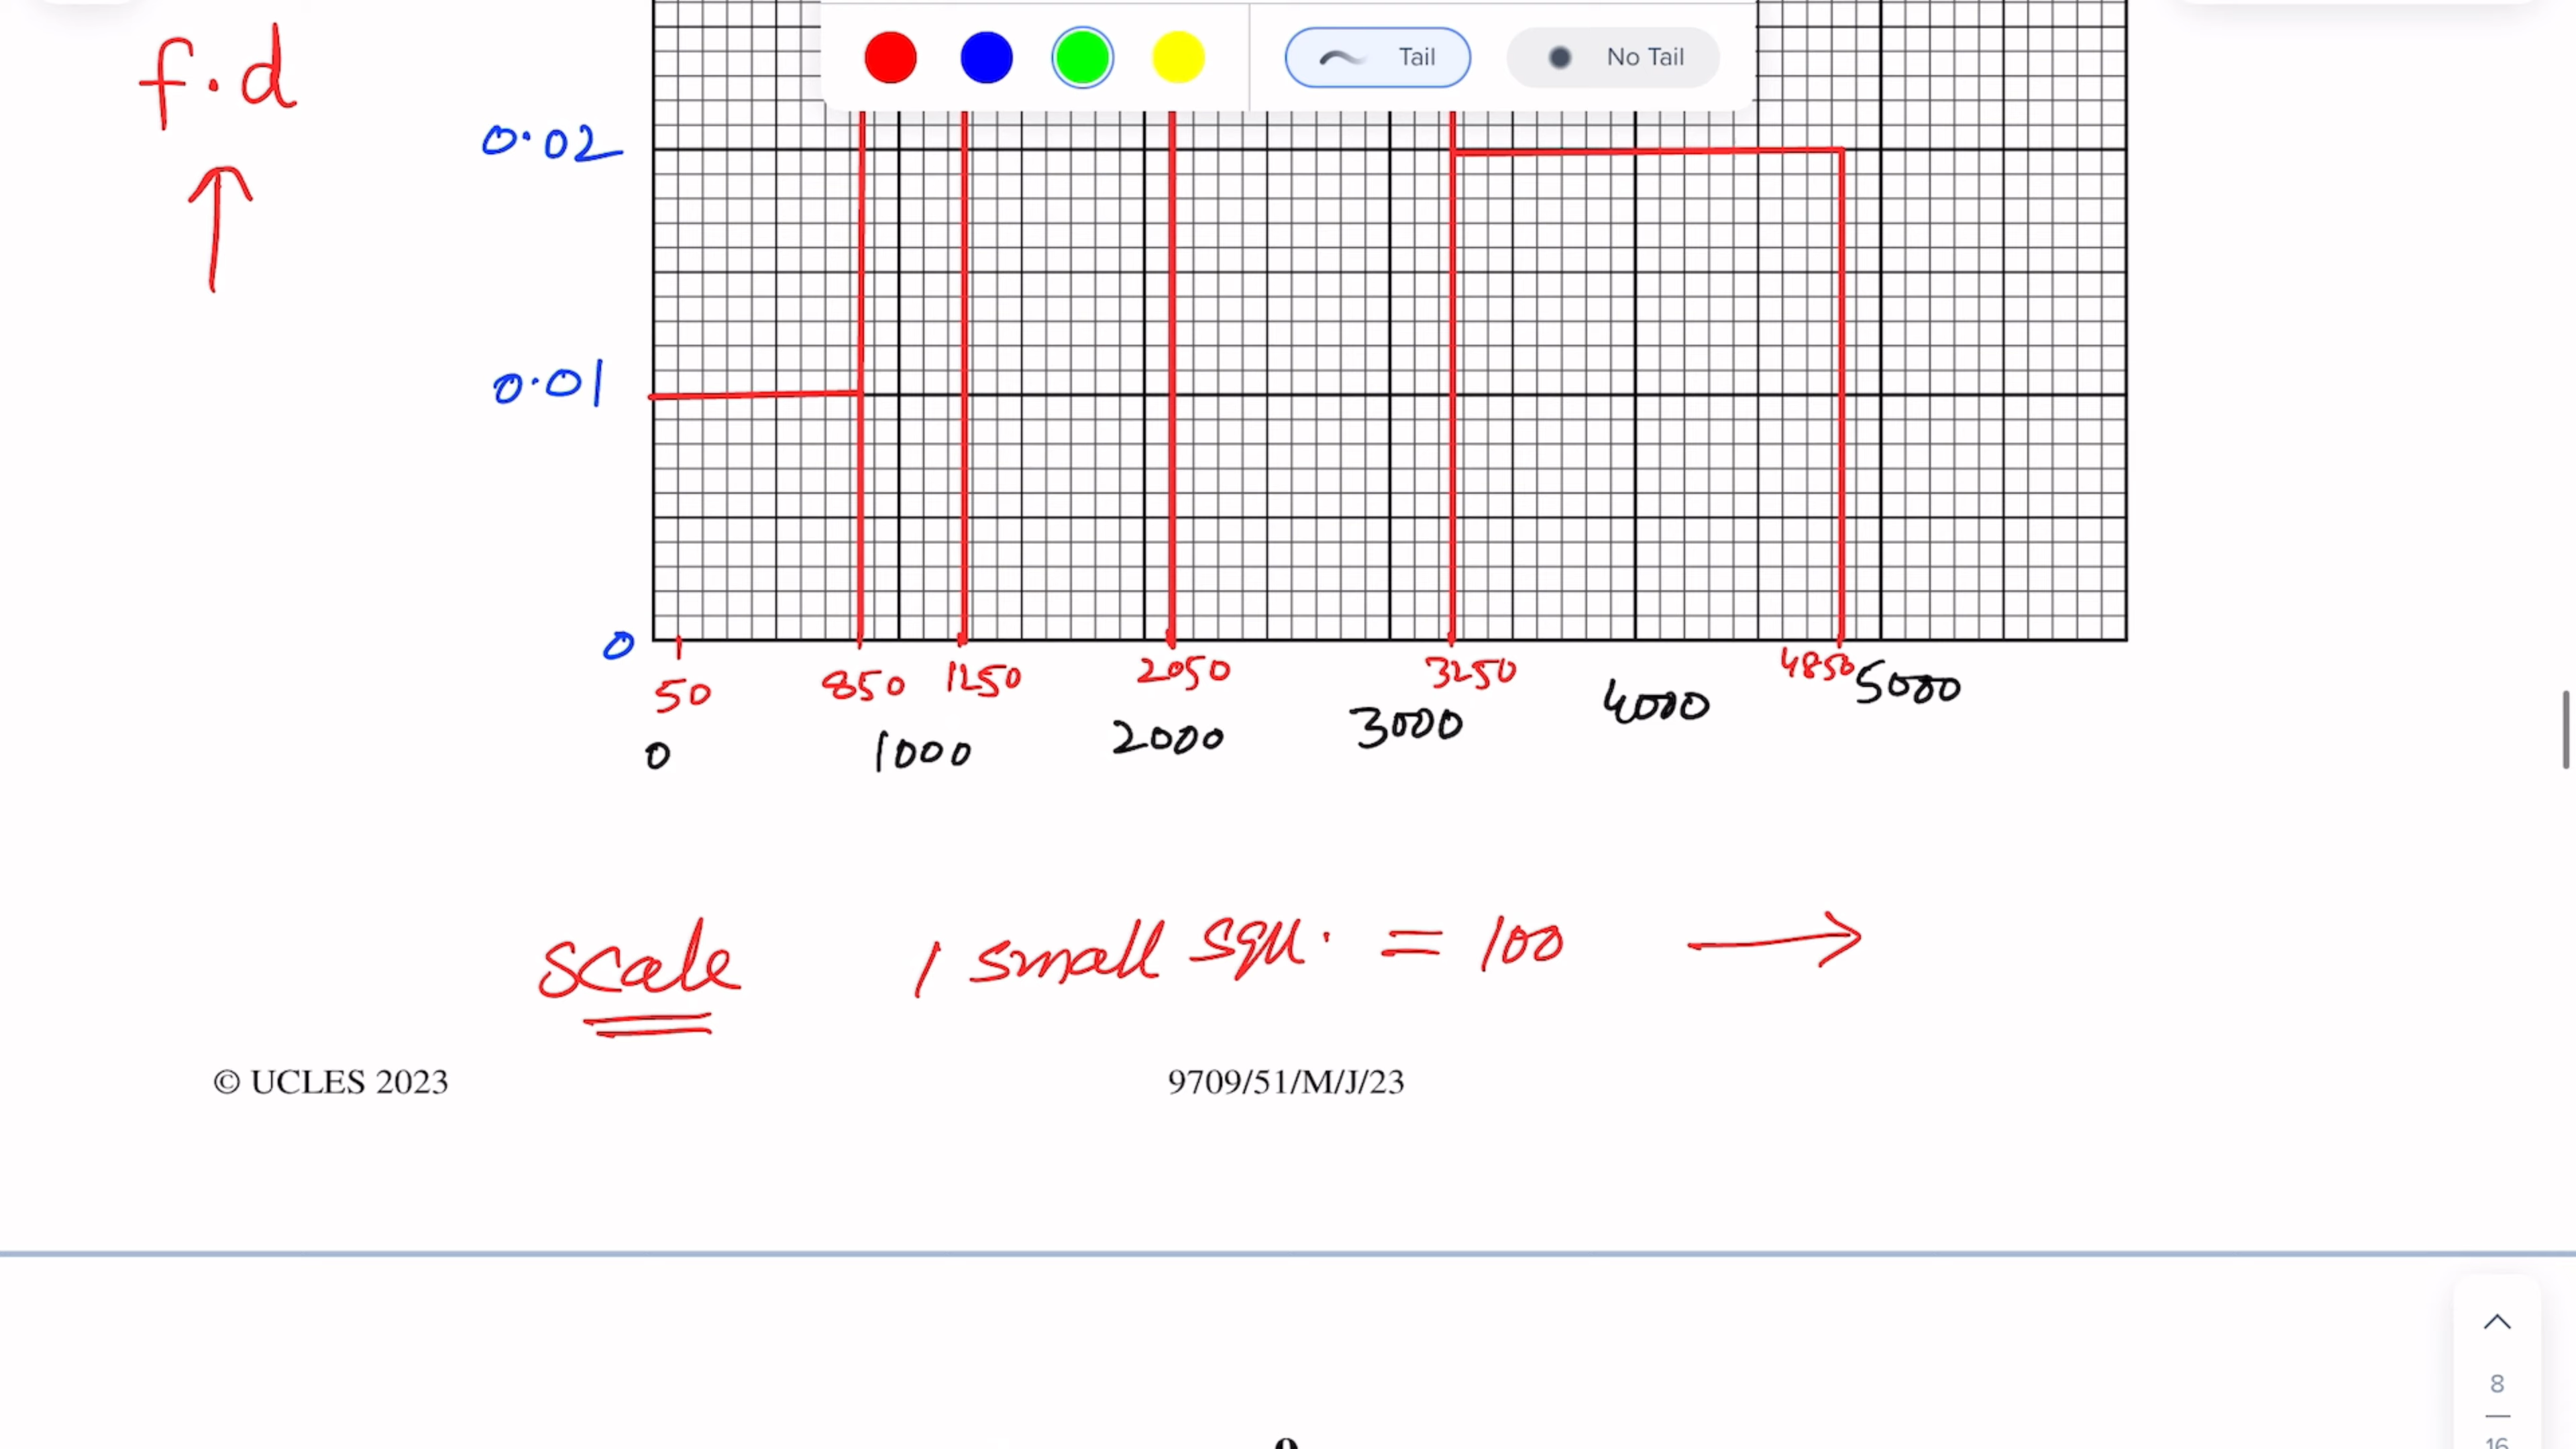 Tail No Tail
f.d
0.02
0.01
0
50 850 1250 2050 3250 4850 5000
0 1000 2000 3000 4000
scale 1 small squ. = 100
© UCLES 2023 9709/51/M/J/23
8
16